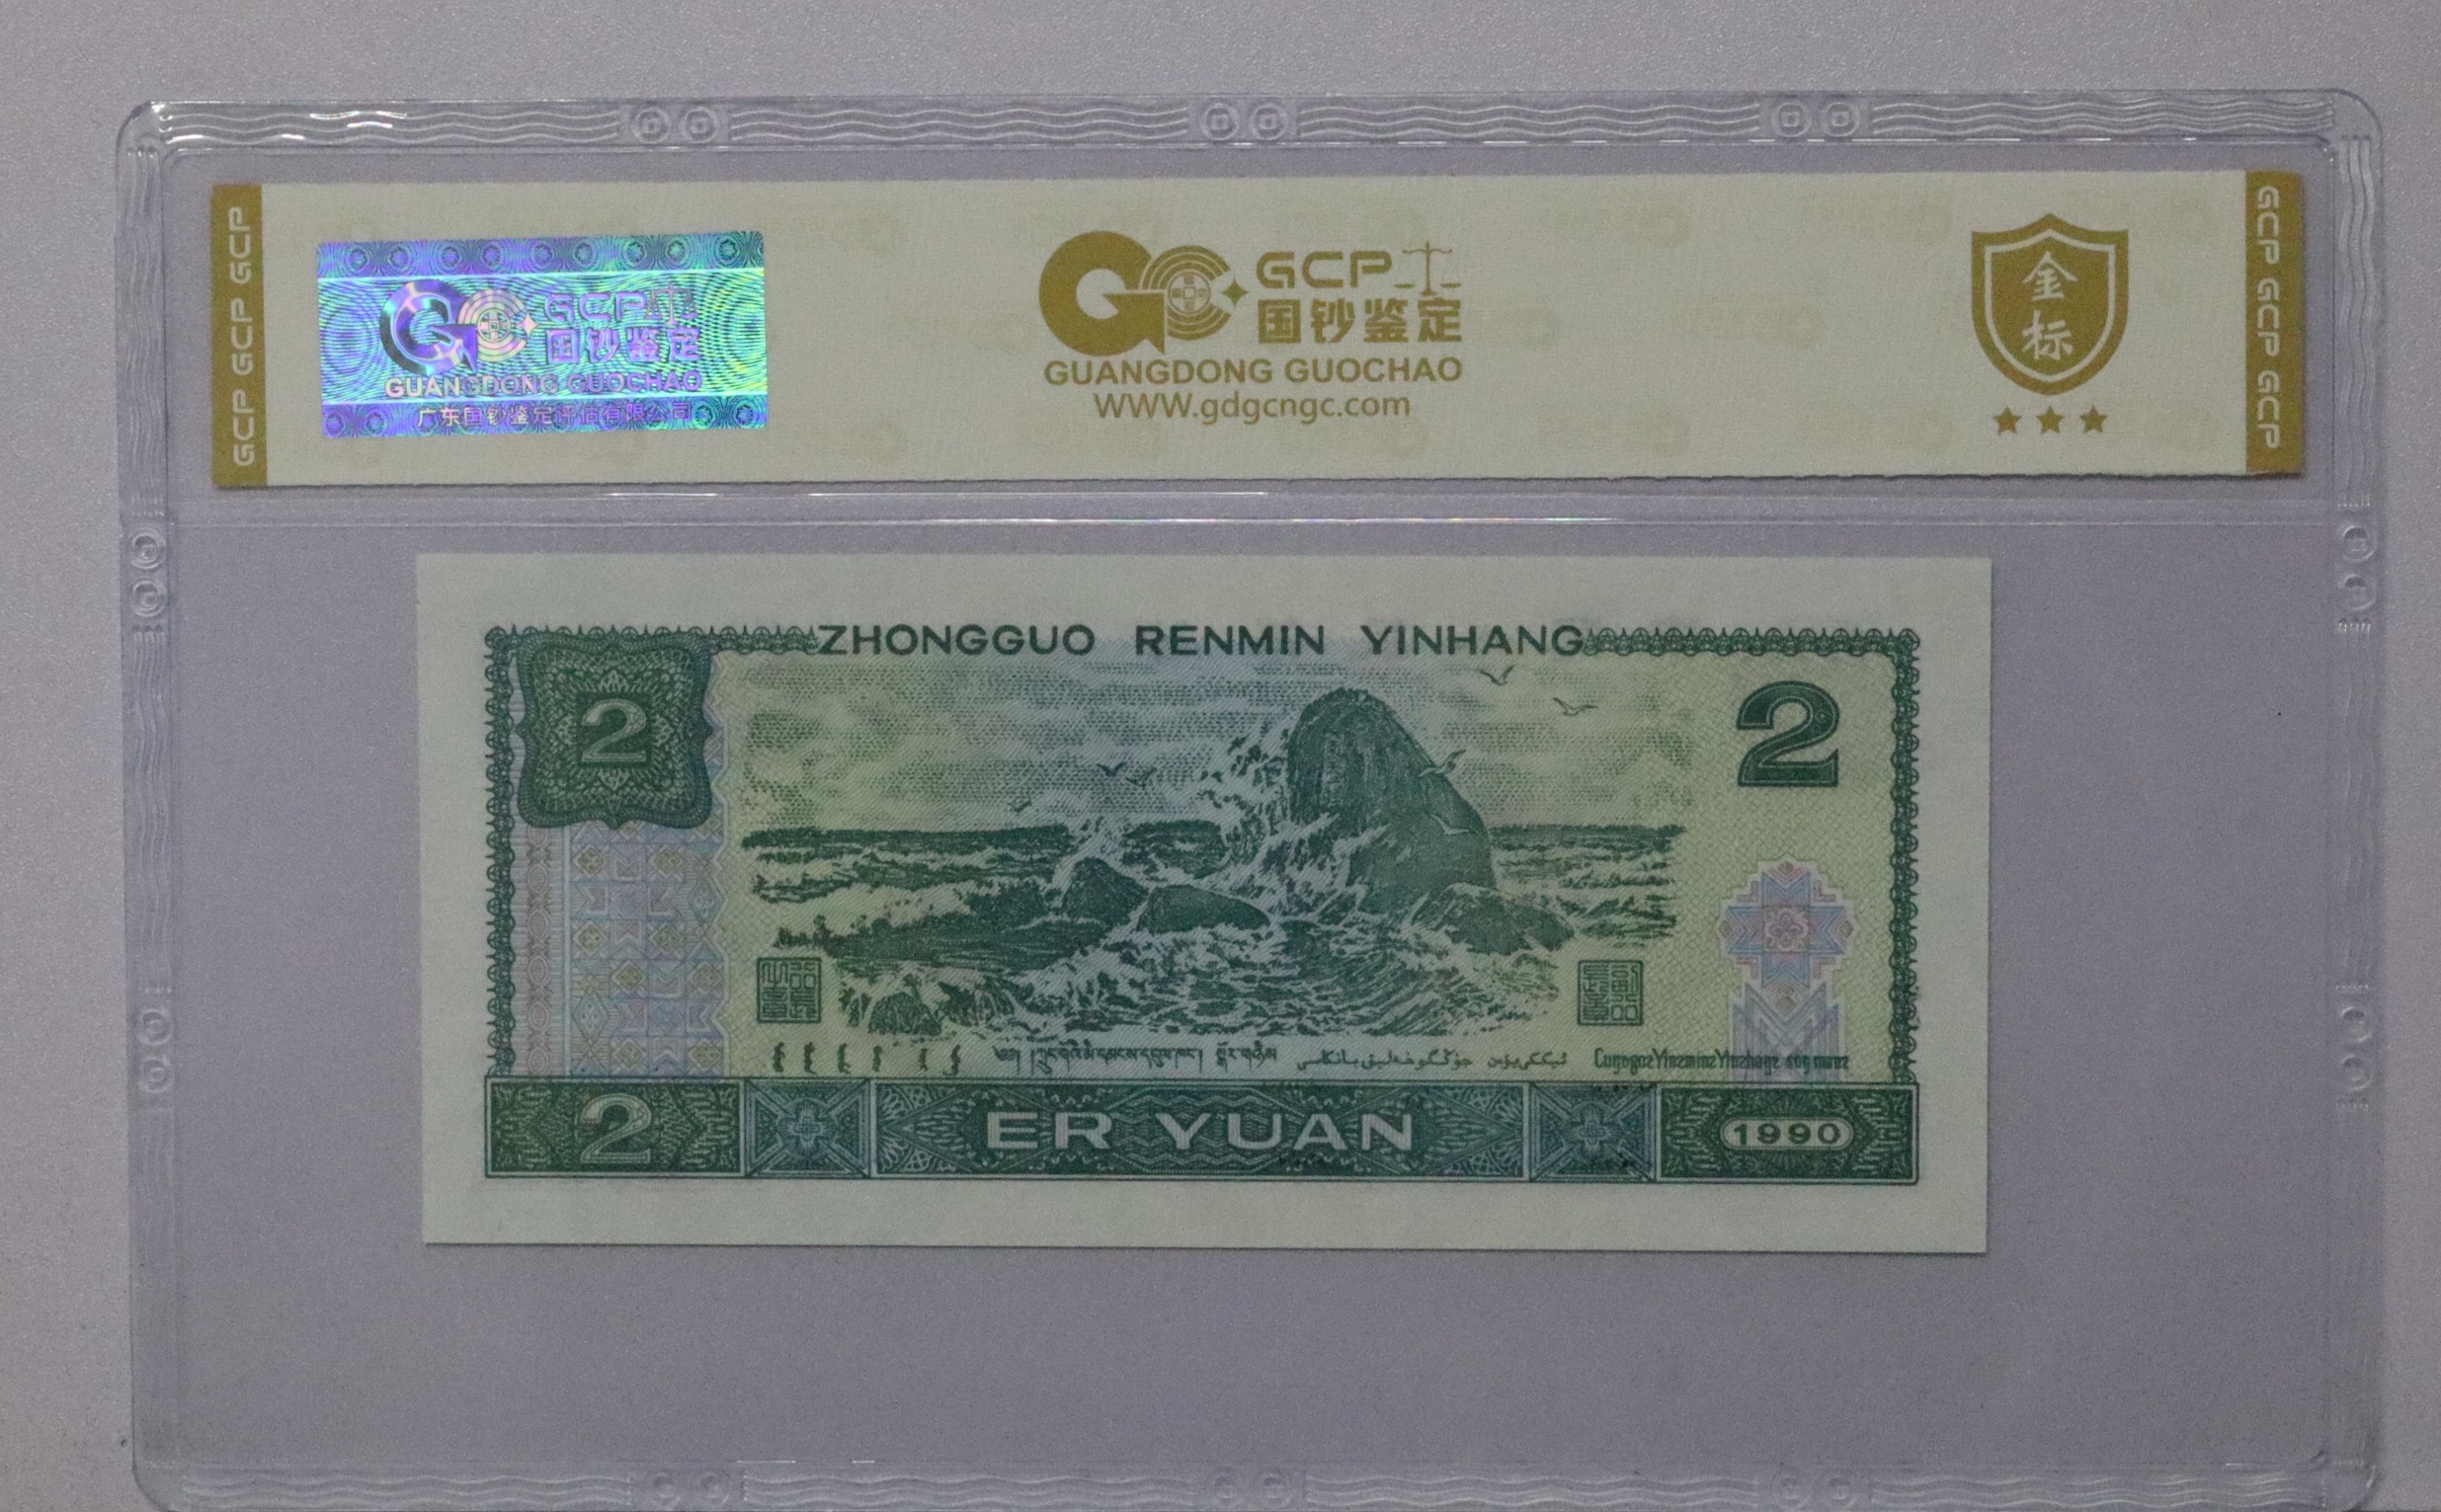 GCP GCP GCP
GCP
国钞鉴定
GUANGDONG GUOCHAO
广东国钞鉴定评估有限公司
GCP
国钞鉴定
GUANGDONG GUOCHAO
WWW.gdgcngc.com
金
标
GCP GCP GCP
ZHONGGUO RENMIN YINHANG
2
2
2
ER YUAN
1990